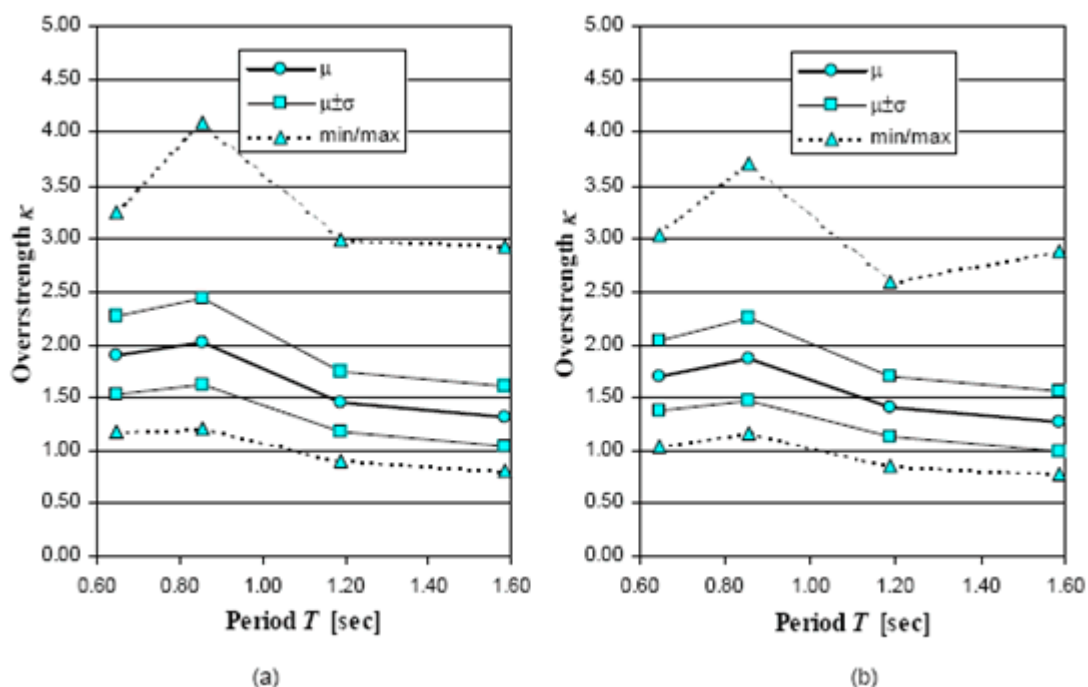 5.00
4.50
4.00
3.50
3.00
2.50
2.00
1.50
1.00
0.50
0.00
Overrstrength κ
μ
μ±σ
min/max
0.60 0.80 1.00 1.20 1.40 1.60
Period T [sec]
(a)
5.00
4.50
4.00
3.50
3.00
2.50
2.00
1.50
1.00
0.50
0.00
Overstrength κ
μ
μ±σ
min/max
0.60 0.80 1.00 1.20 1.40 1.60
Period T [sec]
(b)